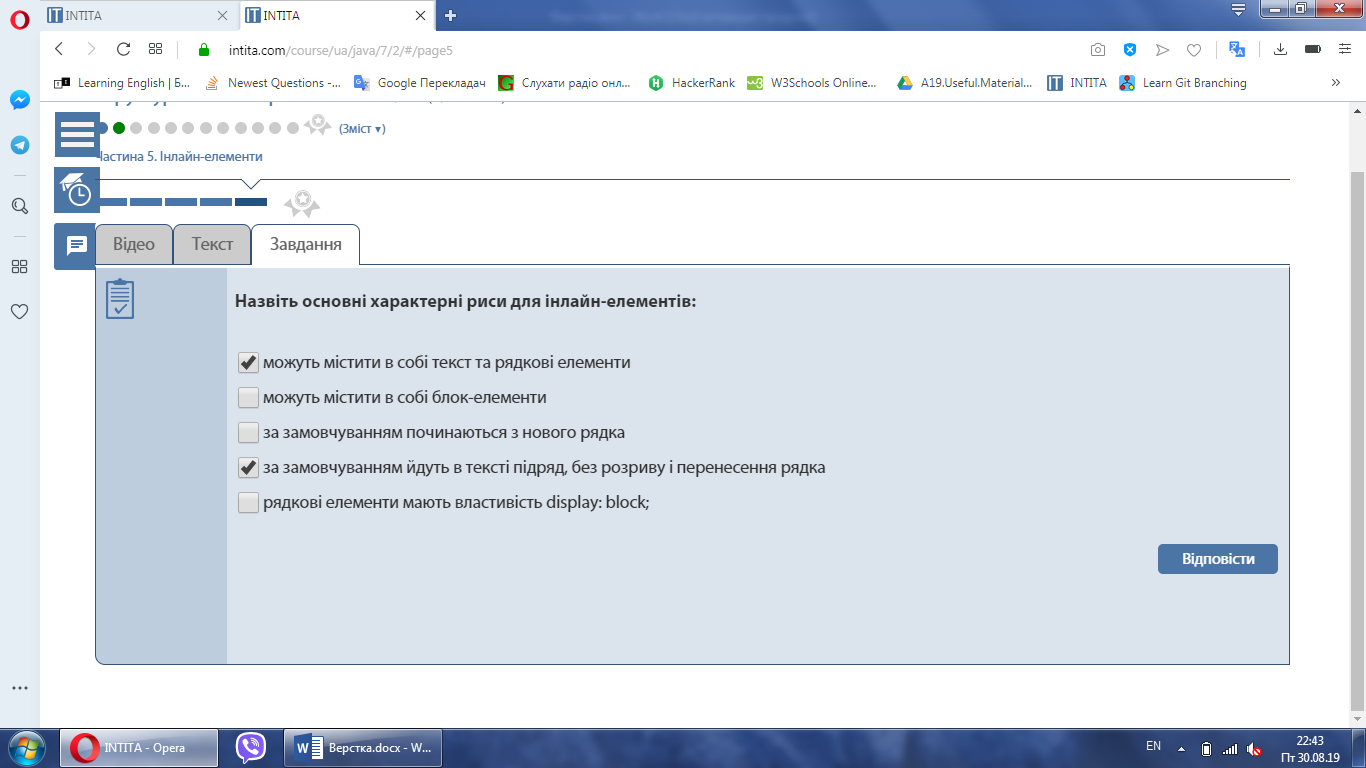 INTITA
INTITA
intita.com/course/ua/java/7/2/#/page5
Learning English | Б...
Newest Questions -...
Google Перекладач
Слухати радіо онл...
HackerRank
W3Schools Online...
A19.Useful.Material...
INTITA
Learn Git Branching
(Зміст ▾)
Частина 5. Інлайн-елементи
Відео
Текст
Завдання
Назвіть основні характерні риси для інлайн-елементів:
можуть містити в собі текст та рядкові елементи
можуть містити в собі блок-елементи
за замовчуванням починаються з нового рядка
за замовчуванням йдуть в тексті підряд, без розриву і перенесення рядка
рядкові елементи мають властивість display: block;
Відповісти
INTITA - Opera
Верстка.docx - W...
EN
22:43
Пт 30.08.19